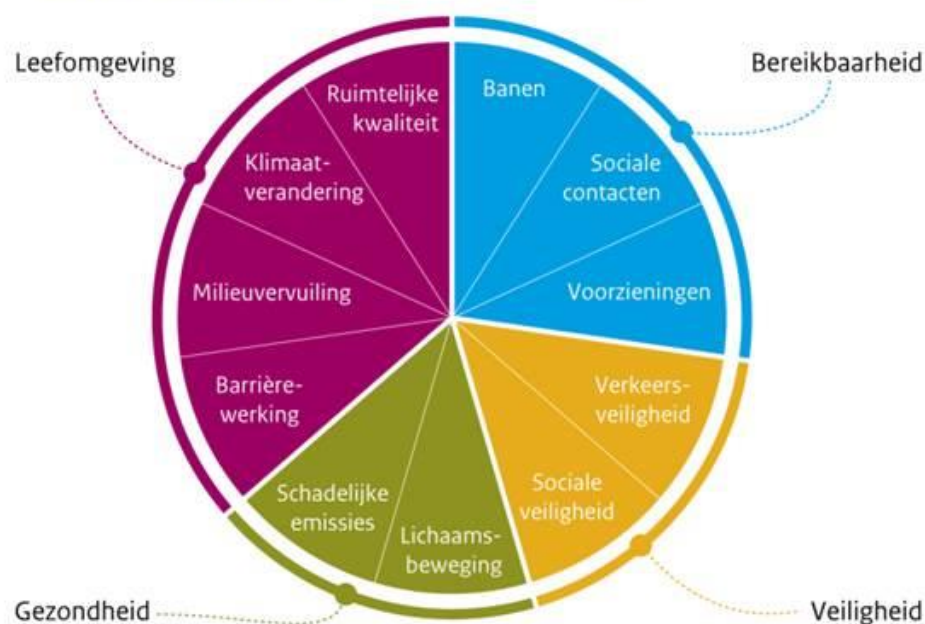 Leefomgeving
Bereikbaarheid
Ruimtelijke
kwaliteit
Banen
Klimaat-
verandering
Sociale
contacten
Milieuvervuiling
Voorzieningen
Barrière-
werking
Verkeers-
veiligheid
Schadelijke
emissies
Lichaams-
beweging
Sociale
veiligheid
Gezondheid
Veiligheid